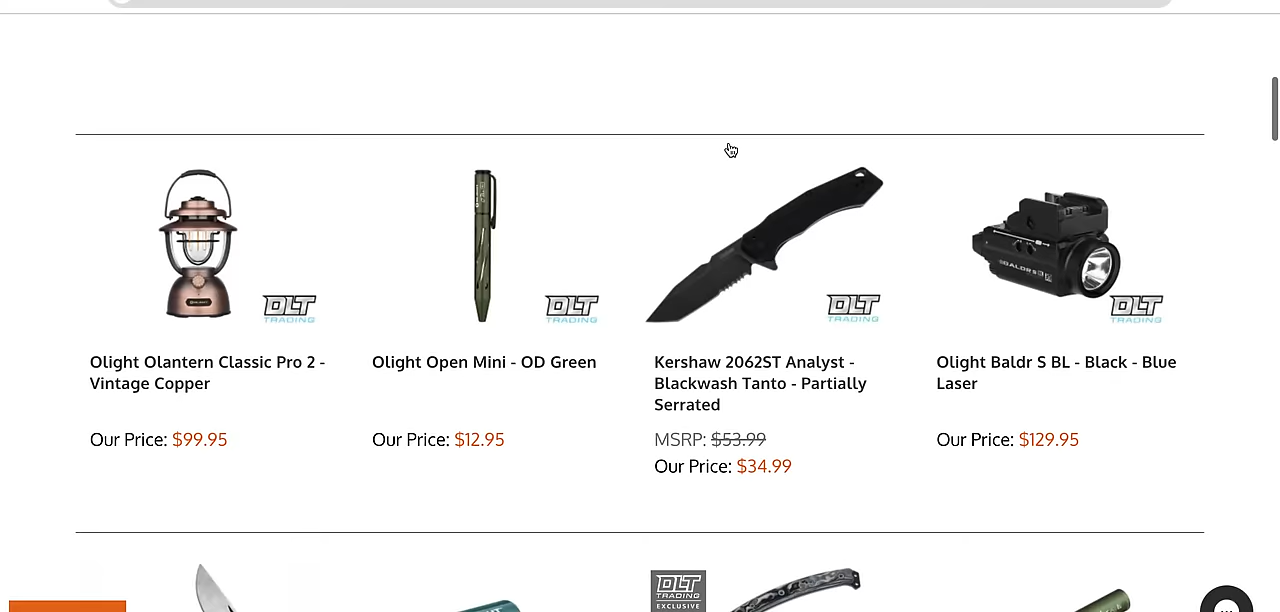 DLT
TRADING
DLT
TRADING
DLT
TRADING
BALDR S
DLT
TRADING
Olight Olantern Classic Pro 2 -
Vintage Copper
Olight Open Mini - OD Green
Kershaw 2062ST Analyst -
Blackwash Tanto - Partially
Serrated
Olight Baldr S BL - Black - Blue
Laser
Our Price: $99.95
Our Price: $12.95
MSRP: $53.99
Our Price: $34.99
Our Price: $129.95
DLT
TRADING
EXCLUSIVE